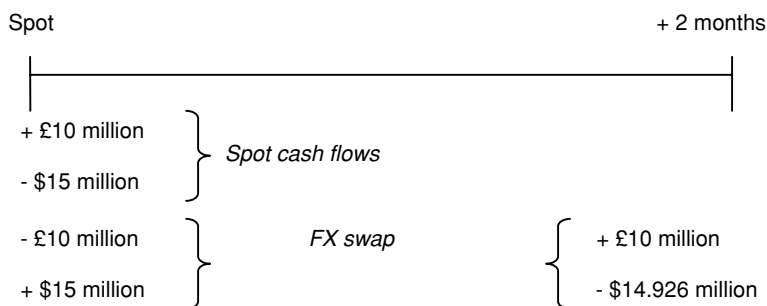 Spot + 2 months
+ £10 million
Spot cash flows
- $15 million
- £10 million FX swap + £10 million
+ $15 million - $14.926 million